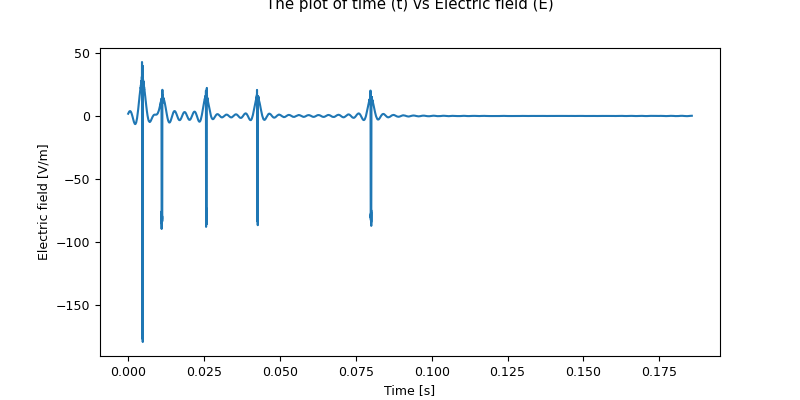 The plot of time (t) vs Electric field (E)
50
0
−50
−100
−150
Electric field [V/m]
0.000 0.025 0.050 0.075 0.100 0.125 0.150 0.175
Time [s]